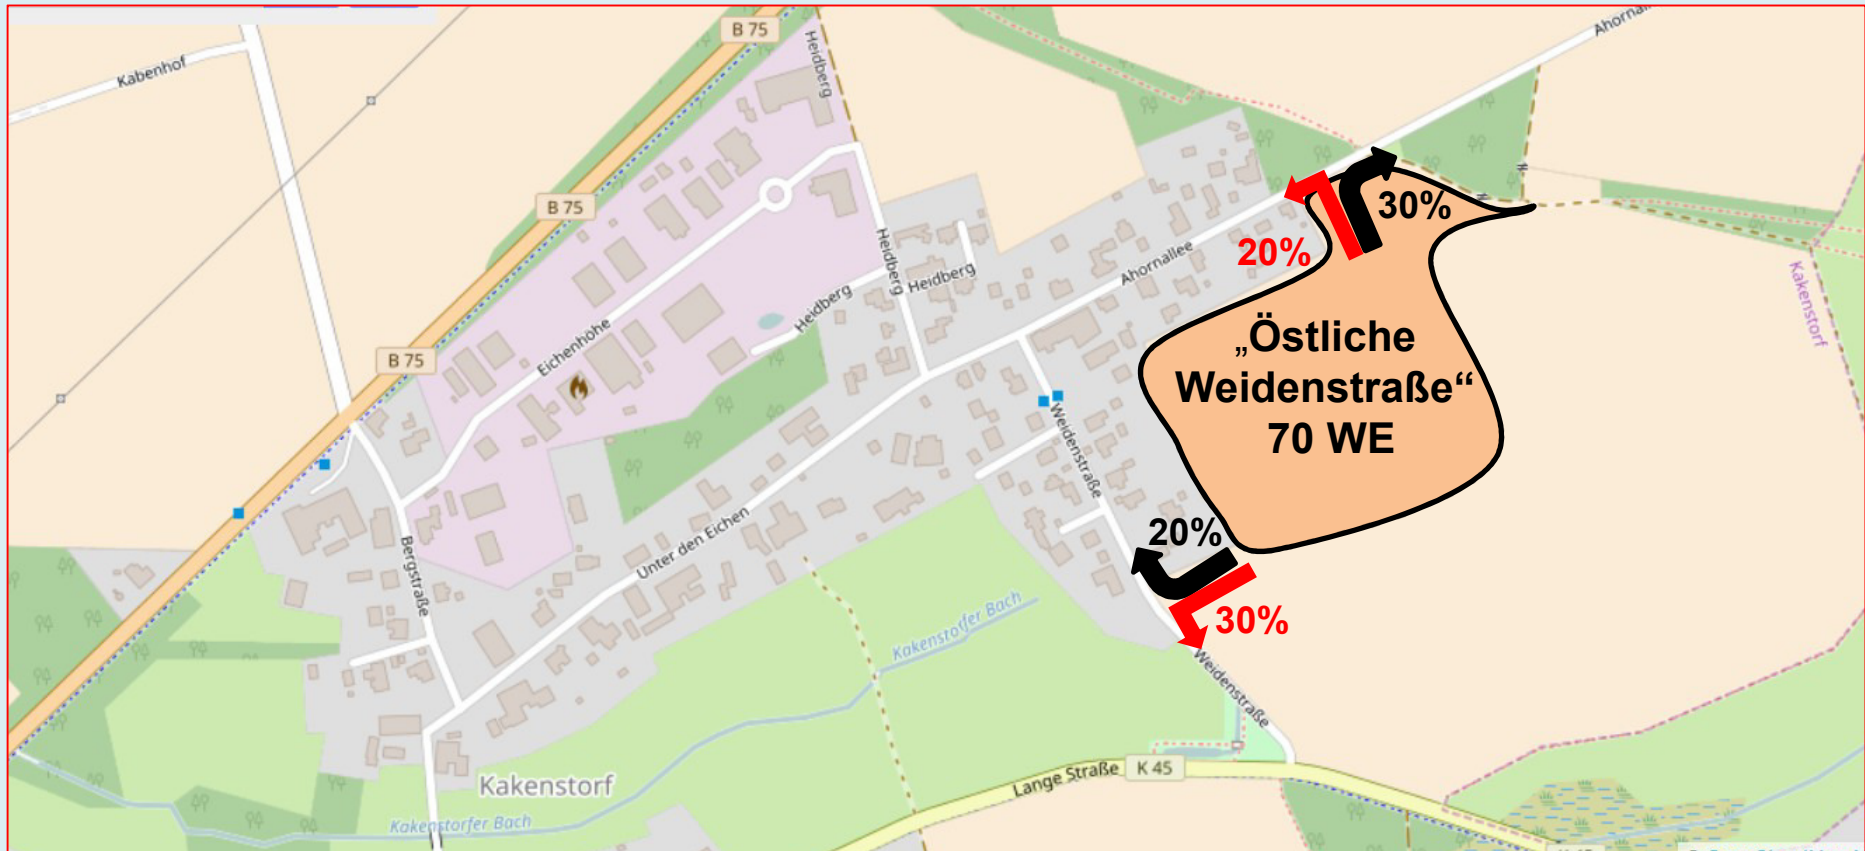 B 75
Heidberg
Ahornal
Kabenhof
B 75
30%
20%
Heidberg
Heidberg
Ahornallee
Kakenstorf
Heidberg
Eichenhöhe
B 75
„Östliche
Weidenstraße“
70 WE
Weidenstraße
20%
Unter den Eichen
Bergstraße
30%
Kakenstorfer Bach
Weidenstraße
Kakenstorf
Lange Straße
K 45
Kakenstorfer Bach